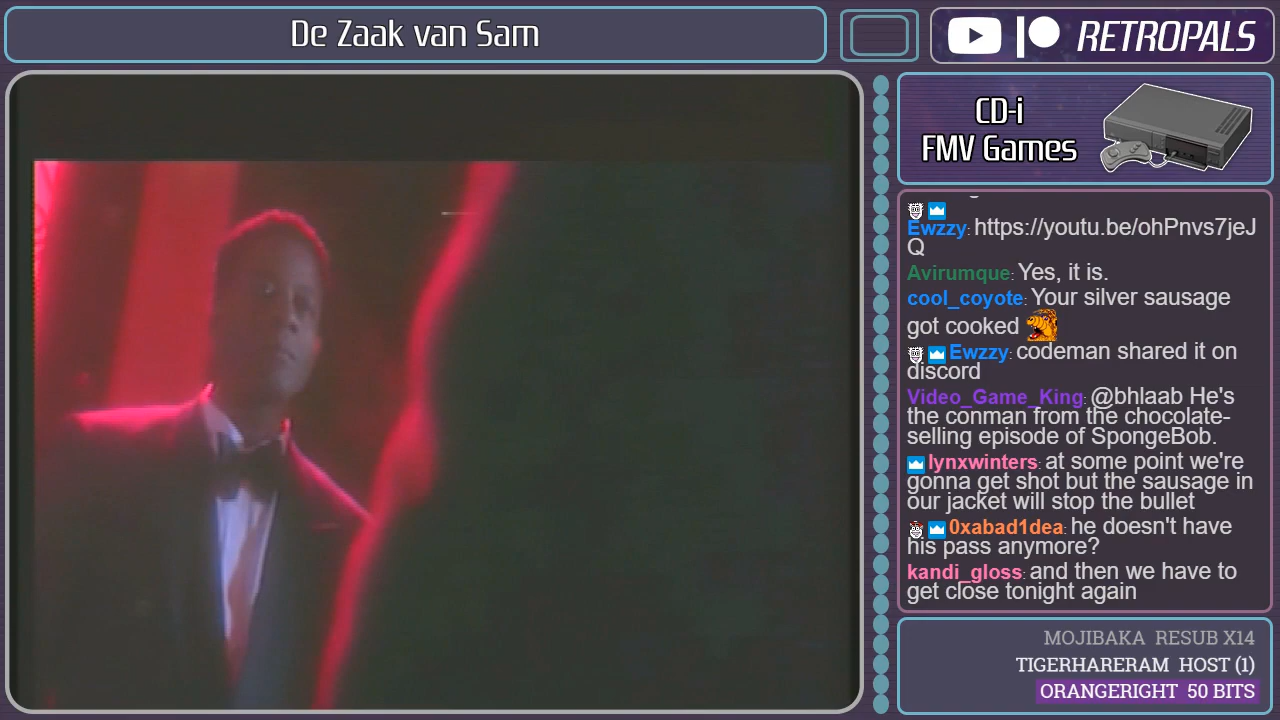 De Zaak van Sam
RETROPALS
CD-i
FMV Games
Ewzzy: https://youtu.be/ohPnvs7jeJ
Q
Avirumque: Yes, it is.
cool_coyote: Your silver sausage
got cooked
Ewzzy: codeman shared it on
discord
Video_Game_King: @bhlaab He's
the conman from the chocolate-
selling episode of SpongeBob.
lynxwinters: at some point we're
gonna get shot but the sausage in
our jacket will stop the bullet
0xabad1dea: he doesn't have
his pass anymore?
kandi_gloss: and then we have to
get close tonight again
MOJIBAKA RESUB X14
TIGERHARERAM HOST (1)
ORANGERIGHT 50 BITS